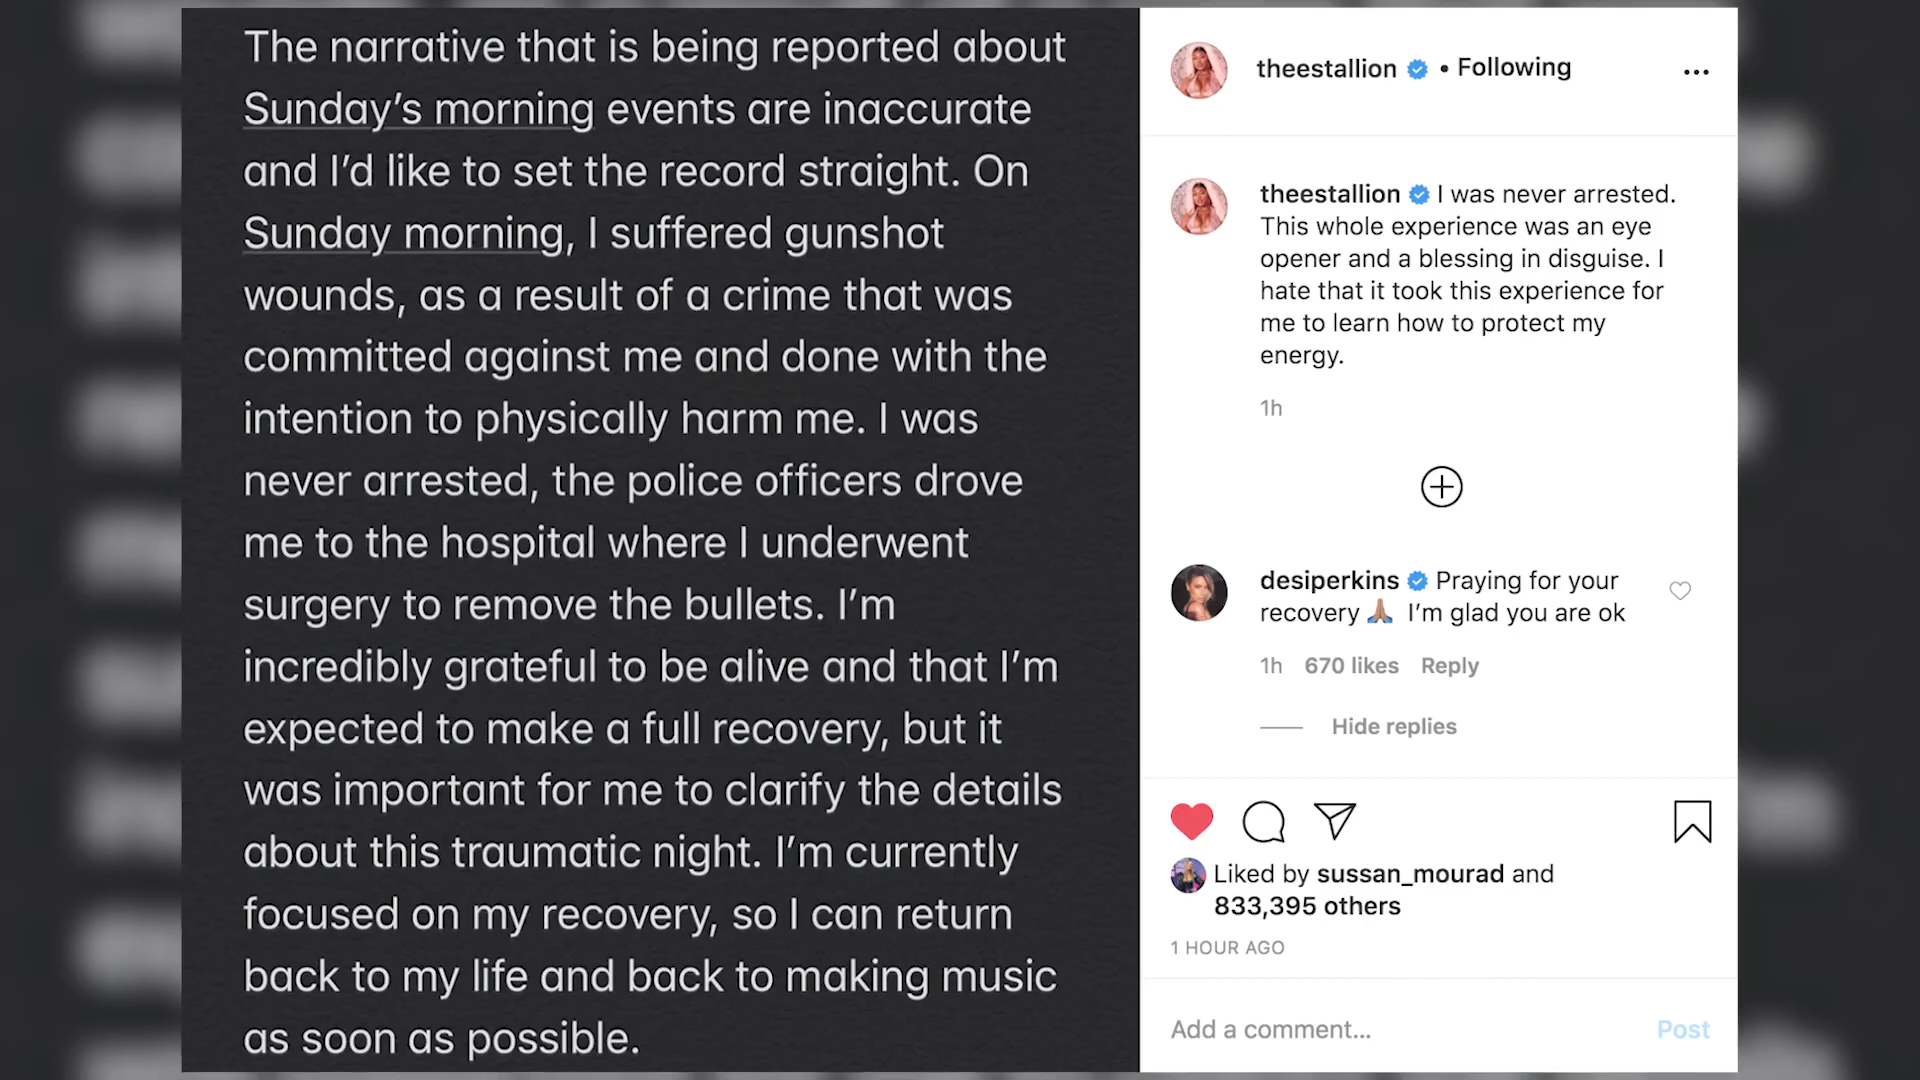 The narrative that is being reported about
Sunday’s morning events are inaccurate
and I’d like to set the record straight. On
Sunday morning, I suffered gunshot
wounds, as a result of a crime that was
committed against me and done with the
intention to physically harm me. I was
never arrested, the police officers drove
me to the hospital where I underwent
surgery to remove the bullets. I’m
incredibly grateful to be alive and that I’m
expected to make a full recovery, but it
was important for me to clarify the details
about this traumatic night. I’m currently
focused on my recovery, so I can return
back to my life and back to making music
as soon as possible.
theestallion • Following
theestallion I was never arrested.
This whole experience was an eye
opener and a blessing in disguise. I
hate that it took this experience for
me to learn how to protect my
energy.
1h
desiperkins Praying for your
recovery 🙏🏽 I’m glad you are ok
1h 670 likes Reply
Hide replies
Liked by sussan_mourad and
833,395 others
1 HOUR AGO
Add a comment... Post